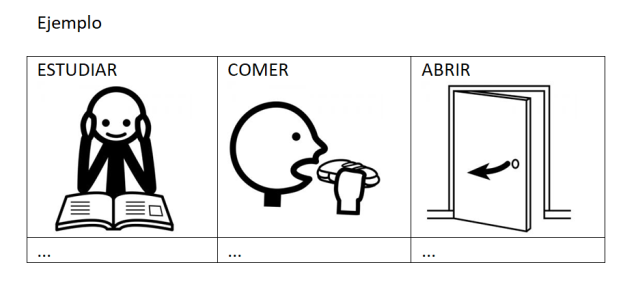 Ejemplo
ESTUDIAR
COMER
ABRIR
...
...
...